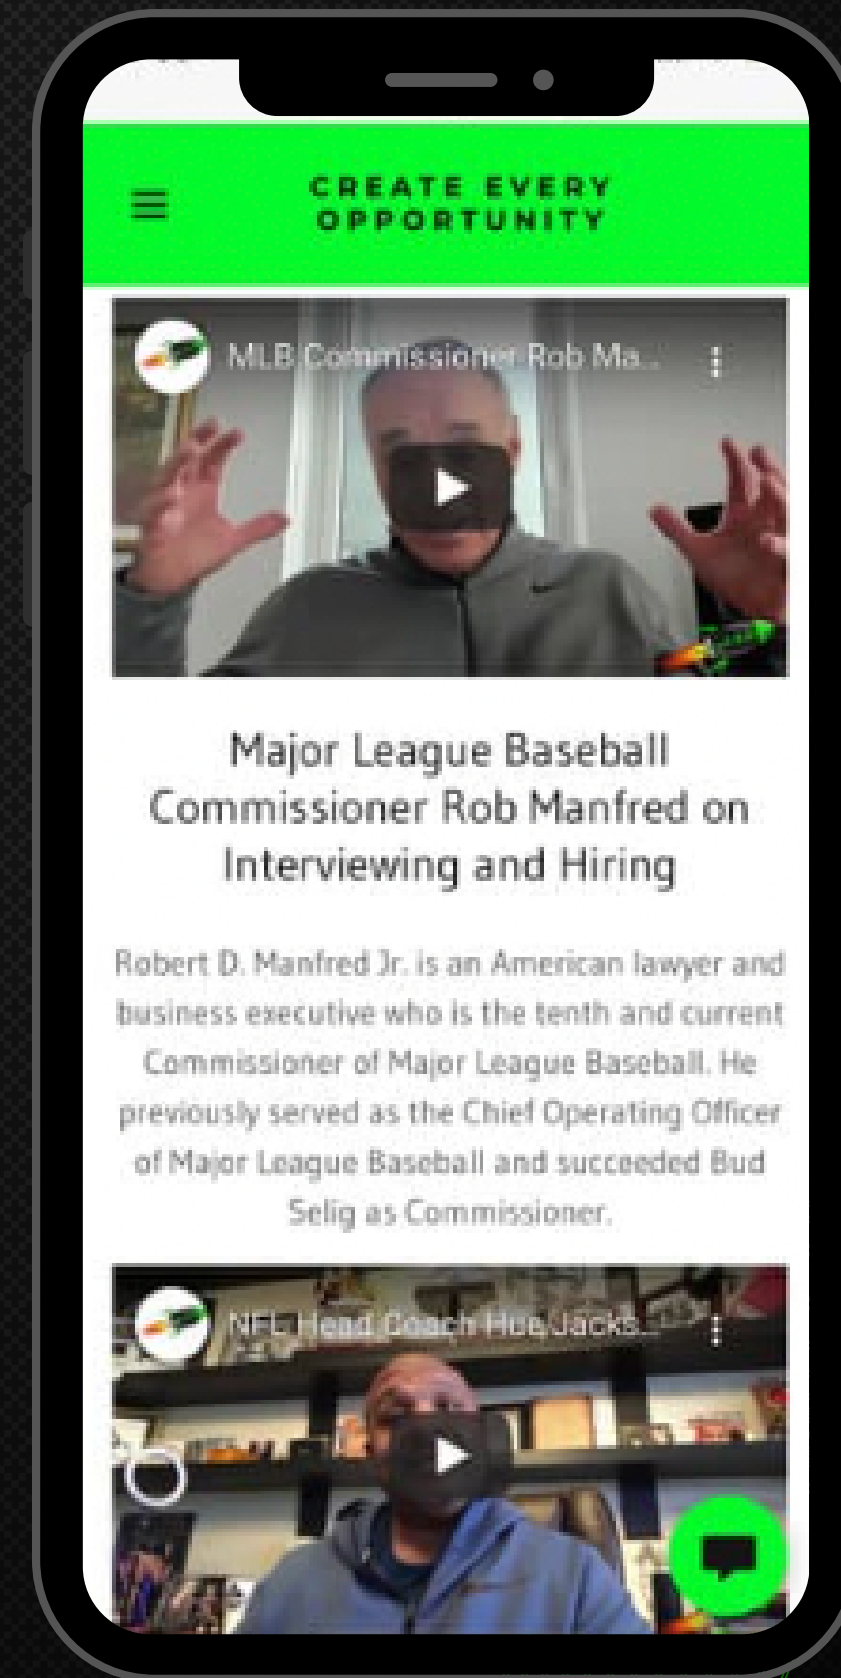 CREATE EVERY
OPPORTUNITY
MLB Commissioner Rob Ma...
Major League Baseball
Commissioner Rob Manfred on
Interviewing and Hiring
Robert D. Manfred Jr. is an American lawyer and
business executive who is the tenth and current
Commissioner of Major League Baseball. He
previously served as the Chief Operating Officer
of Major League Baseball and succeeded Bud
Selig as Commissioner.
NFL Head Coach Hue Jacks...